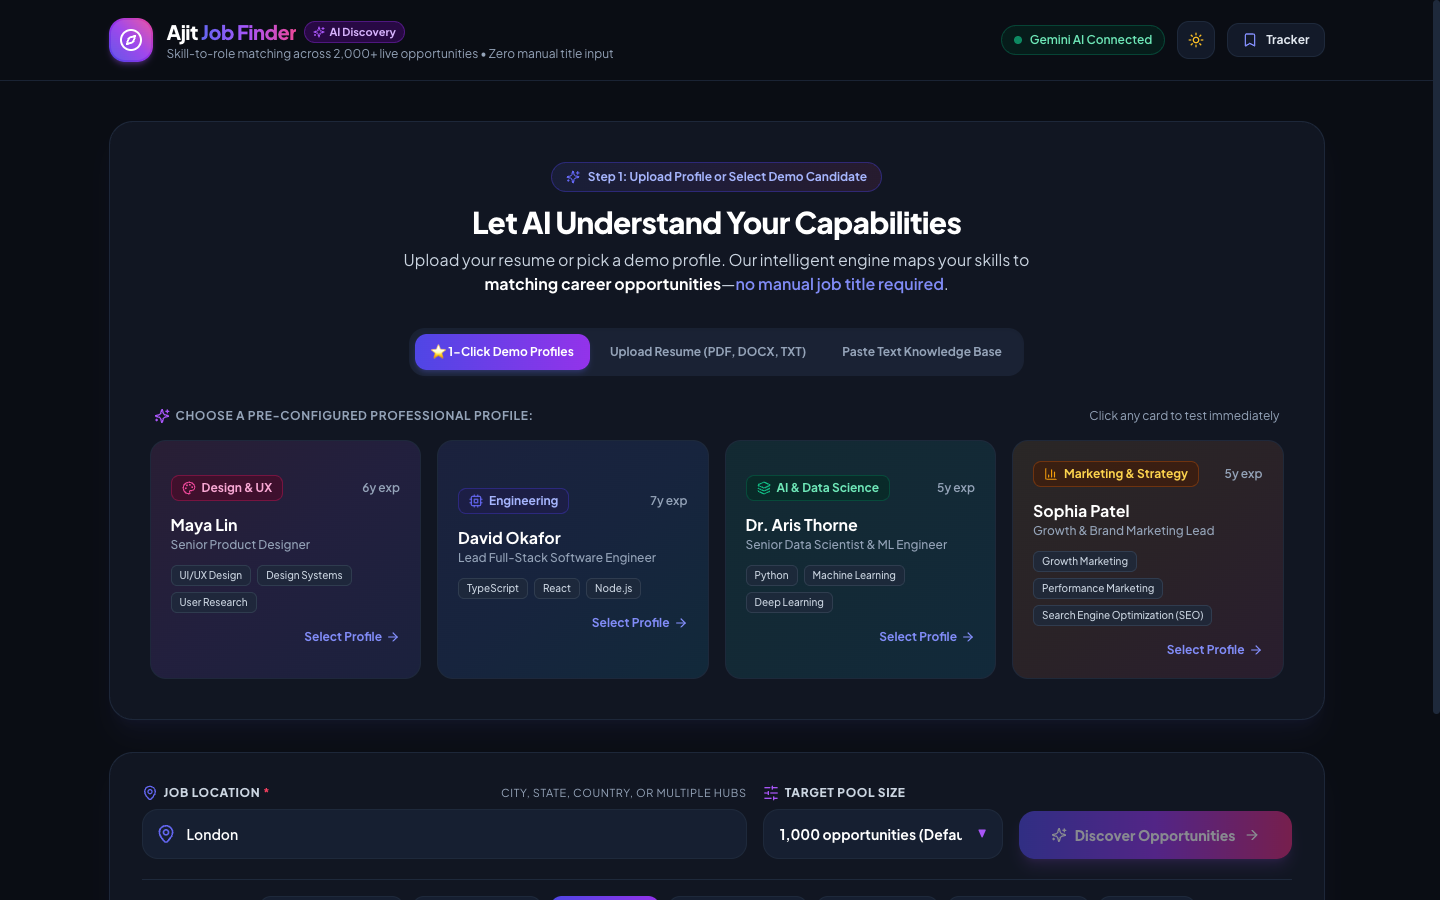 Ajit Job Finder AI Discovery
Skill-to-role matching across 2,000+ live opportunities • Zero manual title input
Gemini AI Connected
Tracker
Step 1: Upload Profile or Select Demo Candidate
Let AI Understand Your Capabilities
Upload your resume or pick a demo profile. Our intelligent engine maps your skills to
matching career opportunities—no manual job title required.
⭐ 1-Click Demo Profiles
Upload Resume (PDF, DOCX, TXT)
Paste Text Knowledge Base
CHOOSE A PRE-CONFIGURED PROFESSIONAL PROFILE:
Click any card to test immediately
Design & UX
6y exp
Maya Lin
Senior Product Designer
UI/UX Design
Design Systems
User Research
Select Profile →
Engineering
7y exp
David Okafor
Lead Full-Stack Software Engineer
TypeScript
React
Node.js
Select Profile →
AI & Data Science
5y exp
Dr. Aris Thorne
Senior Data Scientist & ML Engineer
Python
Machine Learning
Deep Learning
Select Profile →
Marketing & Strategy
5y exp
Sophia Patel
Growth & Brand Marketing Lead
Growth Marketing
Performance Marketing
Search Engine Optimization (SEO)
Select Profile →
JOB LOCATION *
CITY, STATE, COUNTRY, OR MULTIPLE HUBS
London
TARGET POOL SIZE
1,000 opportunities (Defau
Discover Opportunities →